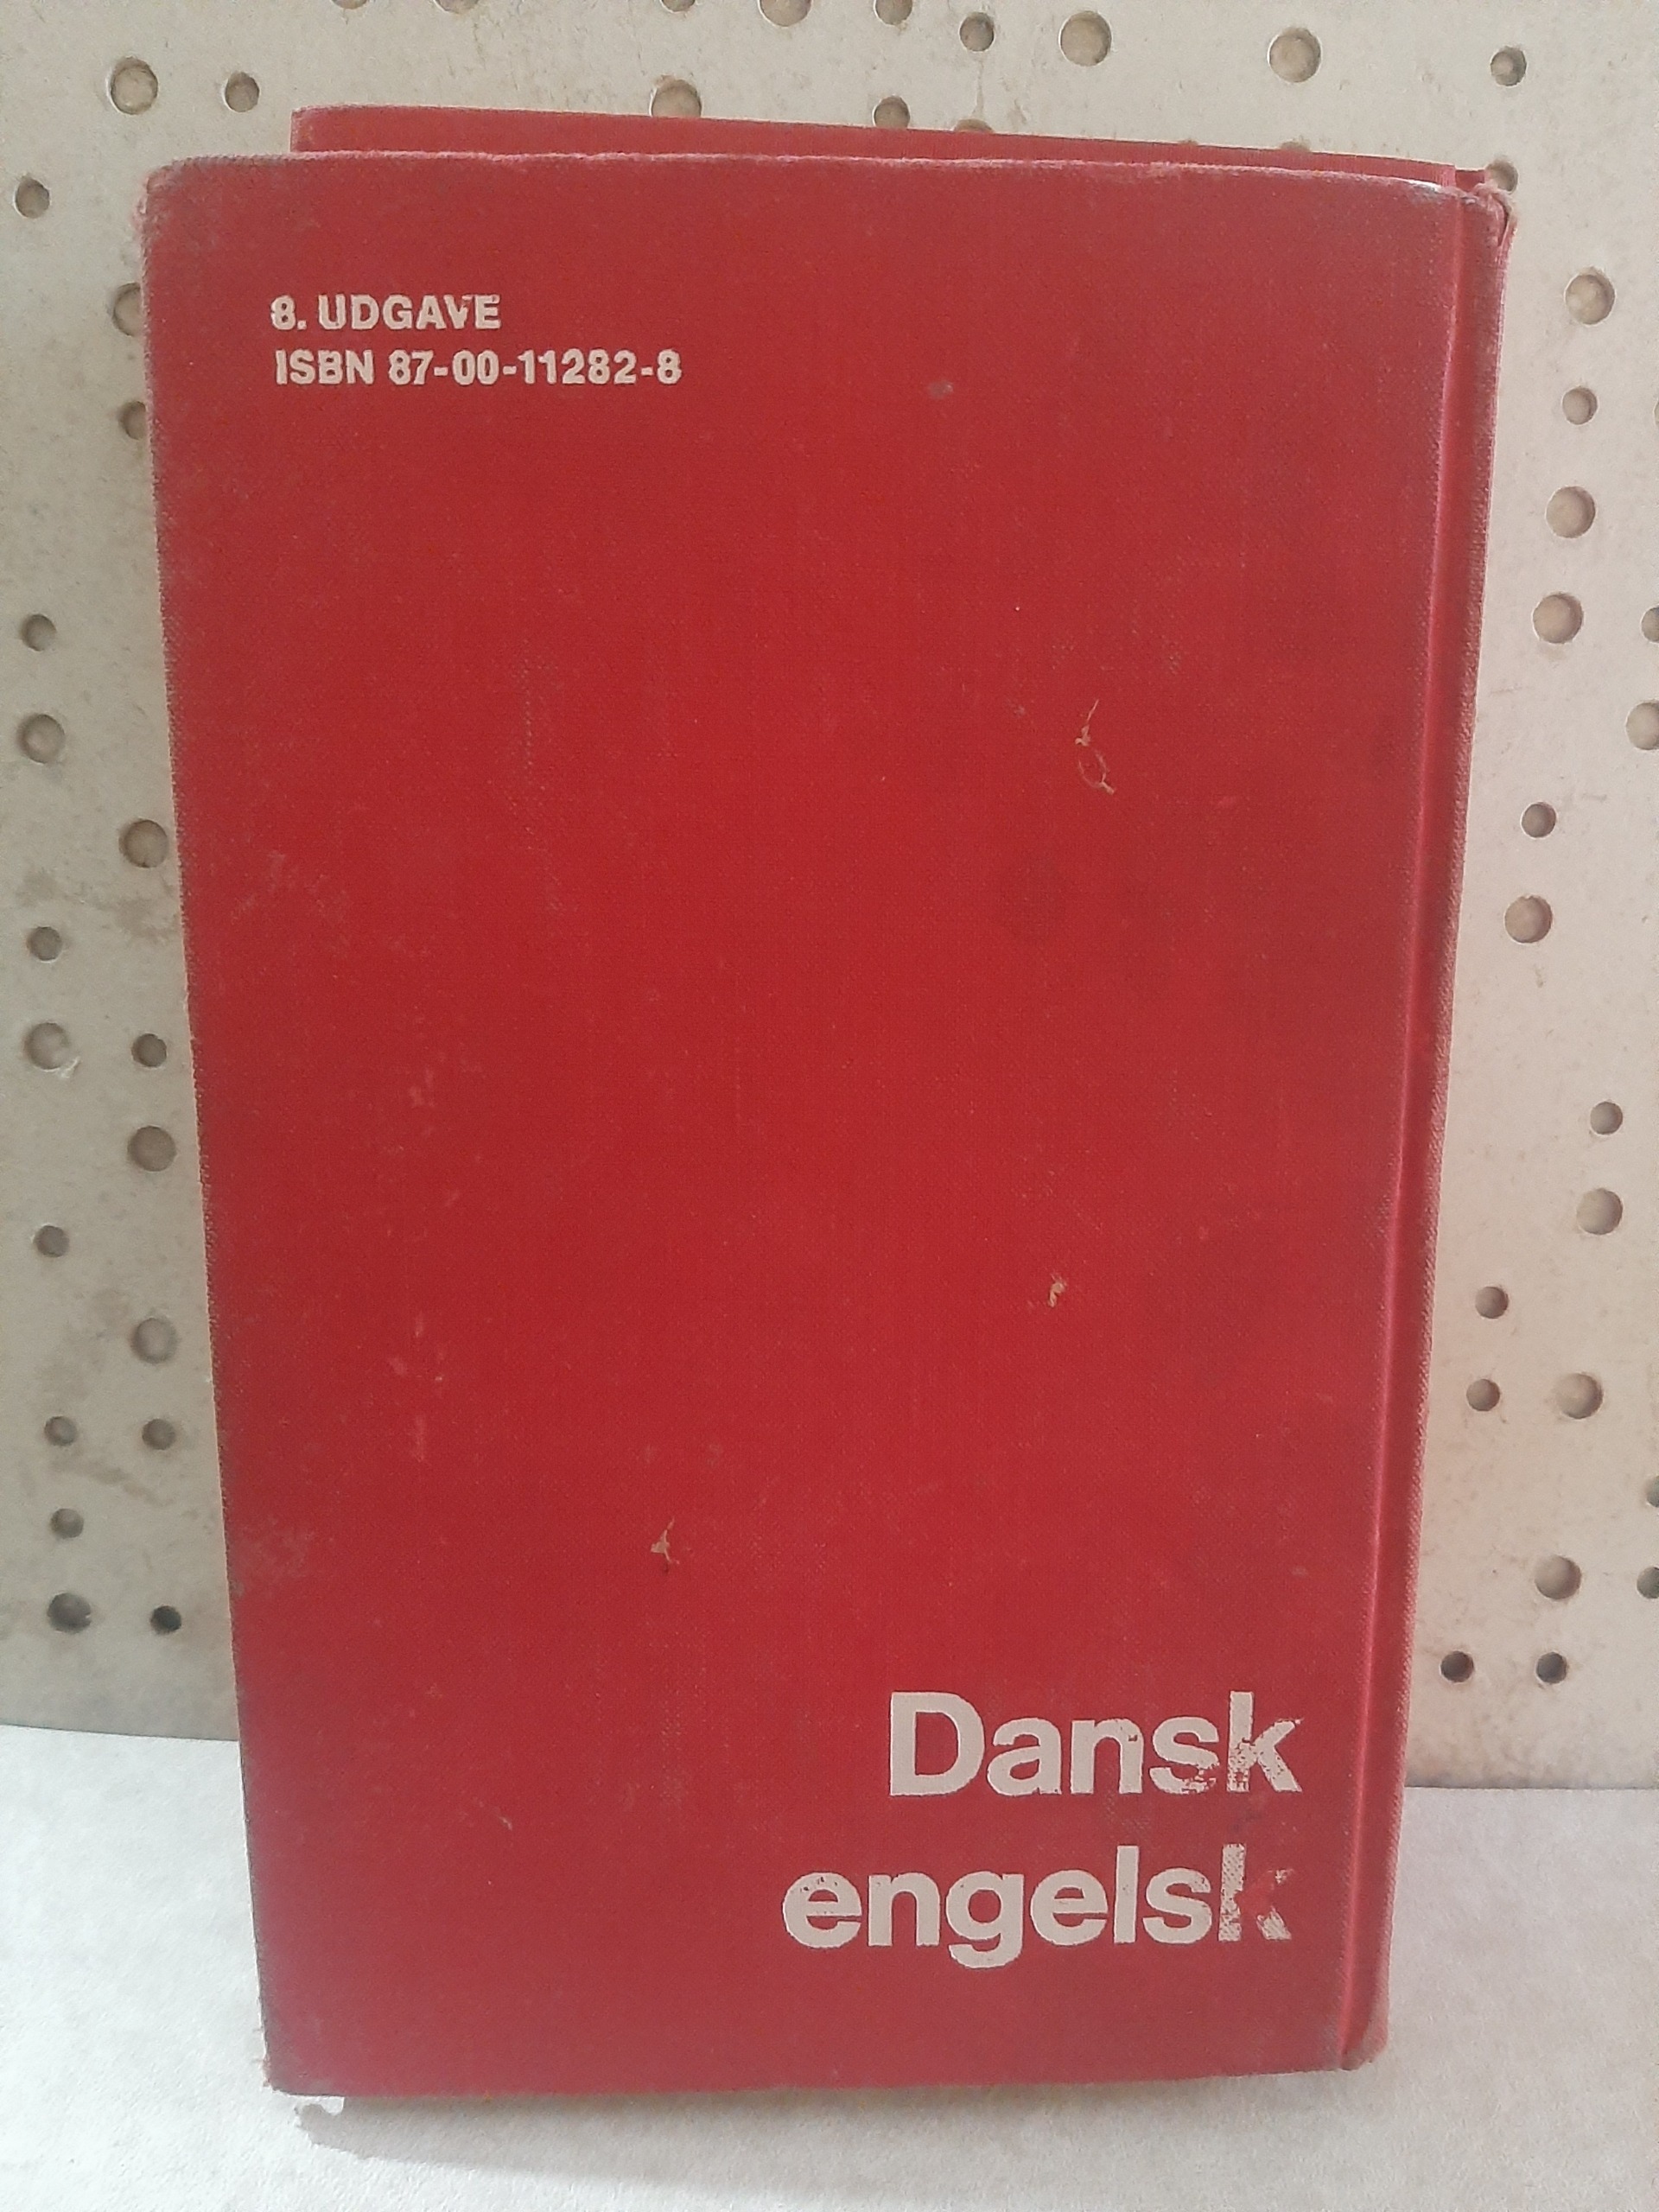 8. UDGAVE
ISBN 87-00-11282-8
Dansk
engelsk